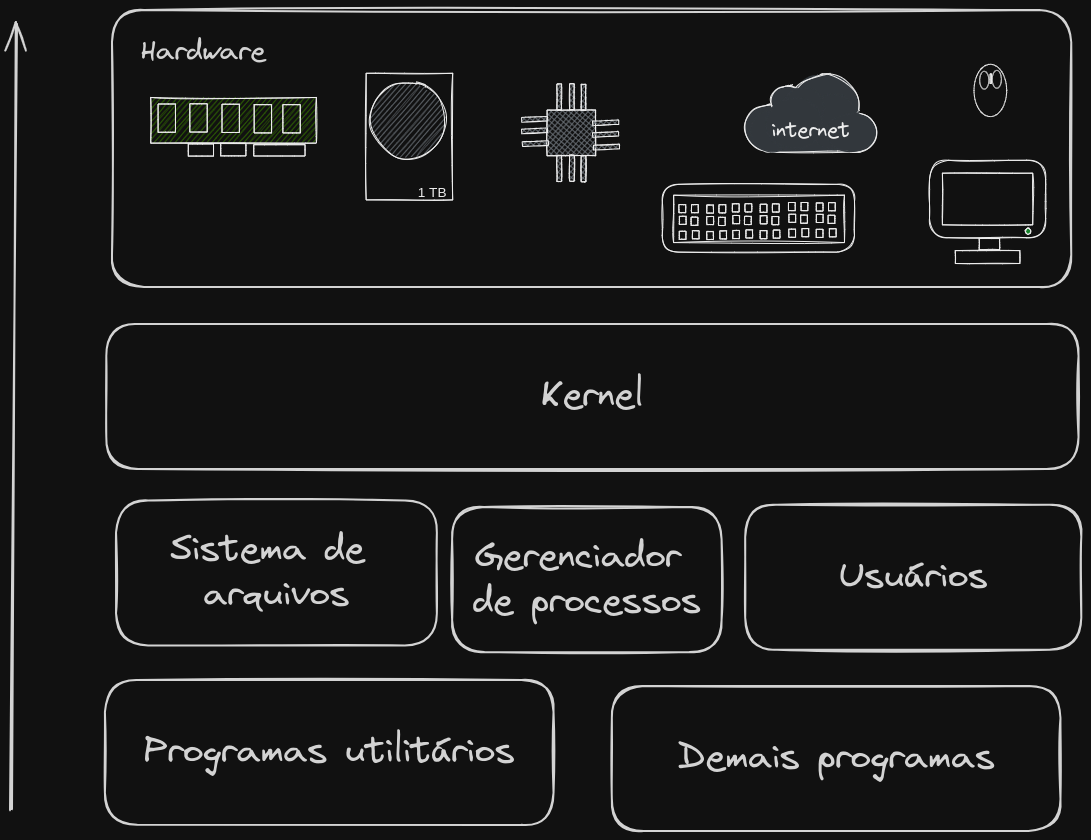 Hardware
1 TB
internet
Kernel
Sistema de
arquivos
Gerenciador
de processos
Usuários
Programas utilitários
Demais programas